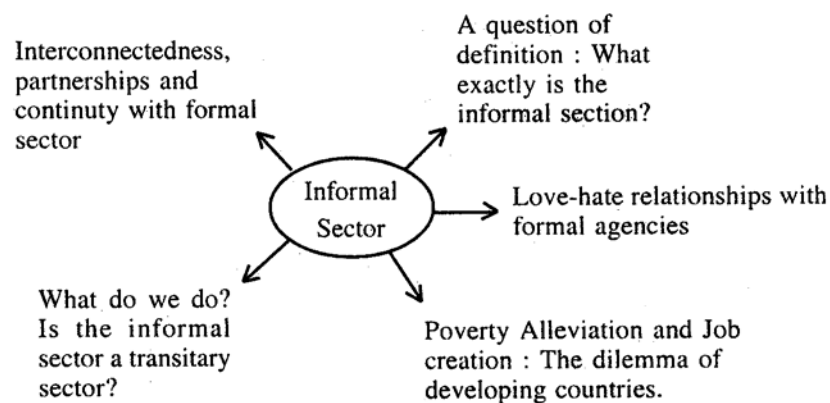 Interconnectedness,
partnerships and
continuty with formal
sector
A question of
definition : What
exactly is the
informal section?
Informal
Sector
Love-hate relationships with
formal agencies
What do we do?
Is the informal
sector a transitary
sector?
Poverty Alleviation and Job
creation : The dilemma of
developing countries.